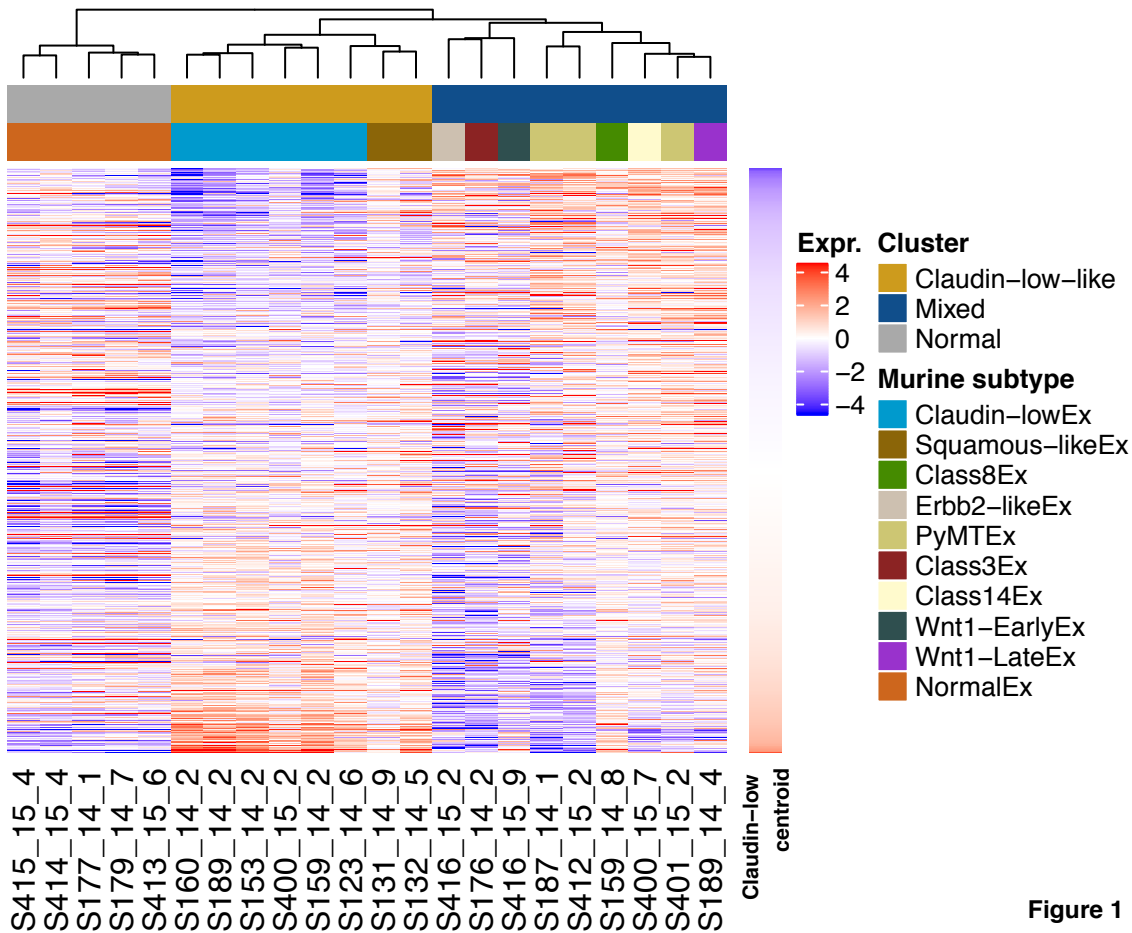 Expr.
4
2
0
−2
−4
Cluster
Claudin−low−like
Mixed
Normal
Murine subtype
Claudin−lowEx
Squamous−likeEx
Class8Ex
Erbb2−likeEx
PyMTEx
Class3Ex
Class14Ex
Wnt1−EarlyEx
Wnt1−LateEx
NormalEx
S415_15_4
S414_15_4
S177_14_1
S179_14_7
S413_15_6
S160_14_2
S189_14_2
S153_14_2
S400_15_2
S159_14_2
S123_14_6
S131_14_9
S132_14_5
S416_15_2
S176_14_2
S416_15_9
S187_14_1
S412_15_2
S159_14_8
S400_15_7
S401_15_2
S189_14_4
Claudin−low
centroid
Figure 1